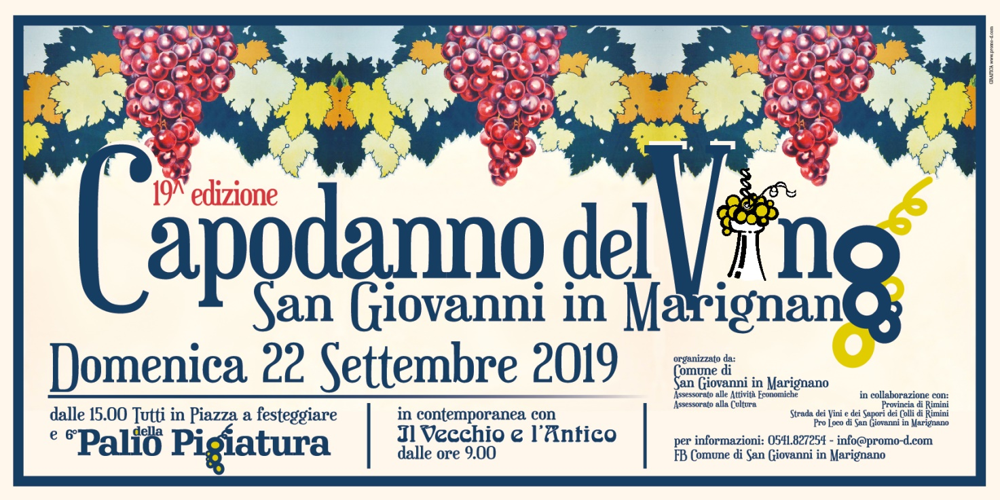 19^ edizione
Capodanno del Vino
San Giovanni in Marignano
Domenica 22 Settembre 2019
dalle 15.00 Tutti in Piazza a festeggiare
e 6° Palio della Pigiatura
in contemporanea con
Il Vecchio e l'Antico
dalle ore 9.00
organizzato da:
Comune di
San Giovanni in Marignano
Assessorato alle Attività Economiche
Assessorato alla Cultura
in collaborazione con:
Provincia di Rimini
Strada dei Vini e dei Sapori dei Colli di Rimini
Pro Loco di San Giovanni in Marignano
per informazioni: 0541.827254 - info@promo-d.com
FB Comune di San Giovanni in Marignano
GRAFICA www.promo-d.com